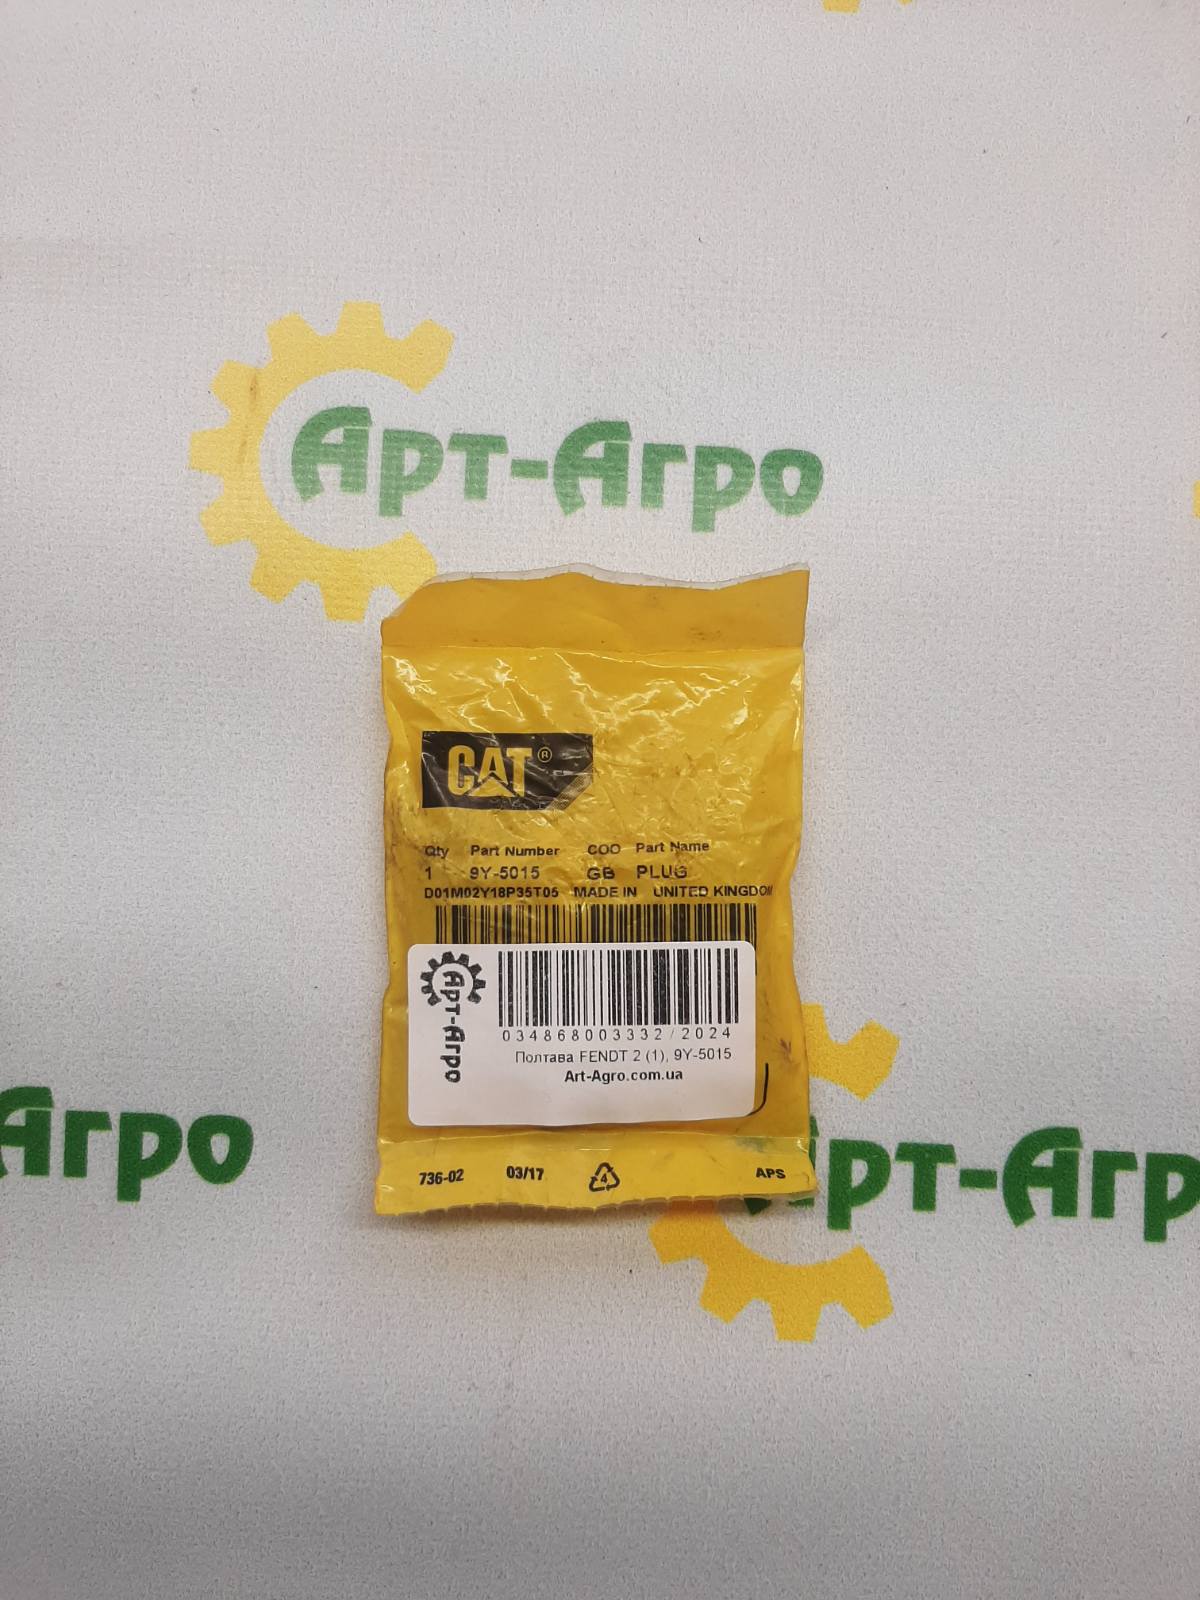 Арт-Агро
CAT®
Qty Part Number COO Part Name
1 9Y-5015 GB PLUG
D01M02Y18P35T05 MADE IN UNITED KINGDOM
Арт-Агро
034868003332/2024
Полтава FENDT 2 (1), 9Y-5015
Art-Agro.com.ua
Агро
Арт-Агро
736-02 03/17 4 APS